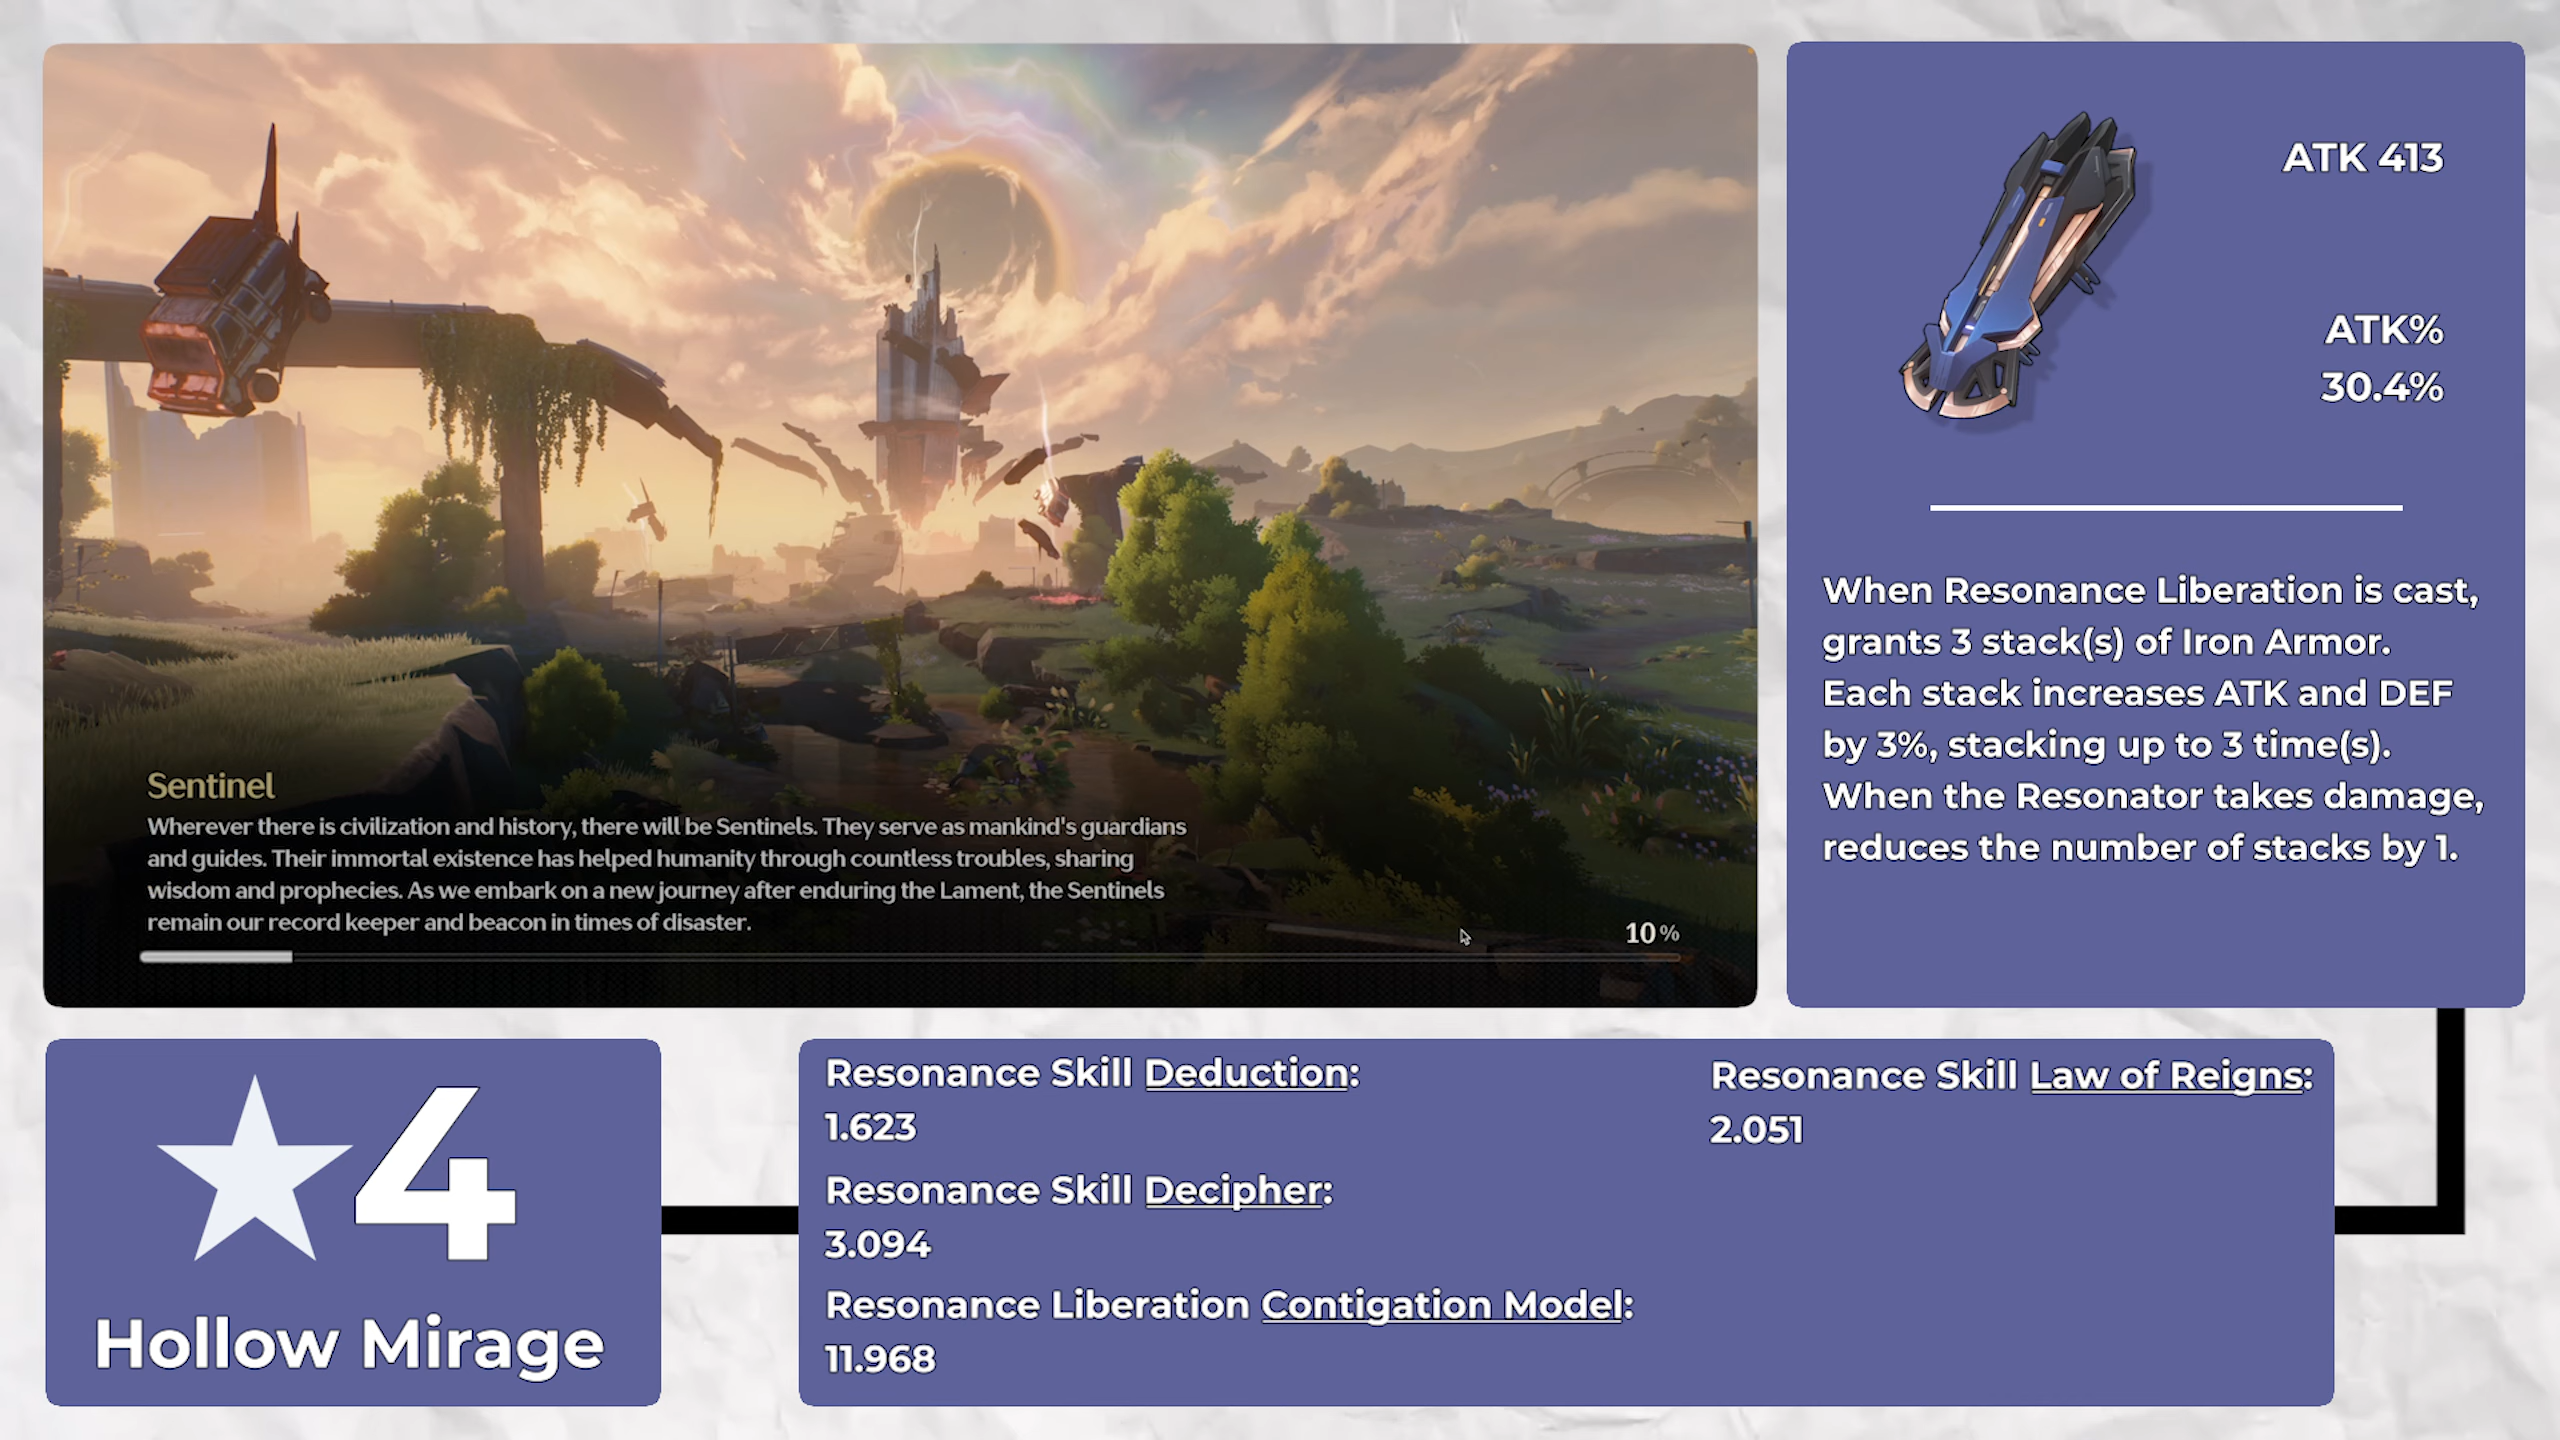 Sentinel
Wherever there is civilization and history, there will be Sentinels. They serve as mankind's guardians
and guides. Their immortal existence has helped humanity through countless troubles, sharing
wisdom and prophecies. As we embark on a new journey after enduring the Lament, the Sentinels
remain our record keeper and beacon in times of disaster.
10%
ATK 413
ATK%
30.4%
When Resonance Liberation is cast,
grants 3 stack(s) of Iron Armor.
Each stack increases ATK and DEF
by 3%, stacking up to 3 time(s).
When the Resonator takes damage,
reduces the number of stacks by 1.
4
Hollow Mirage
Resonance Skill Deduction:
1.623
Resonance Skill Decipher:
3.094
Resonance Liberation Contigation Model:
11.968
Resonance Skill Law of Reigns:
2.051